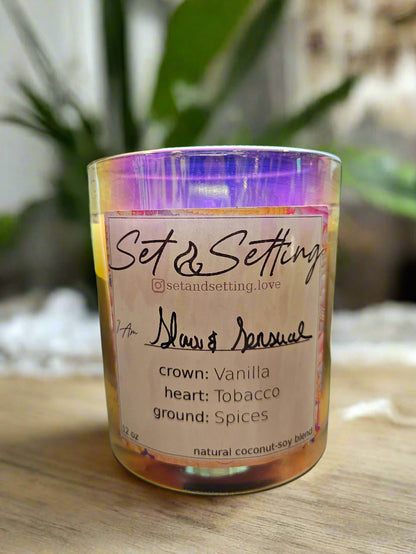 Set & Setting
setandsetting.love
I Am Slow & Sensual
crown: Vanilla
heart: Tobacco
ground: Spices
12 oz
natural coconut-soy blend